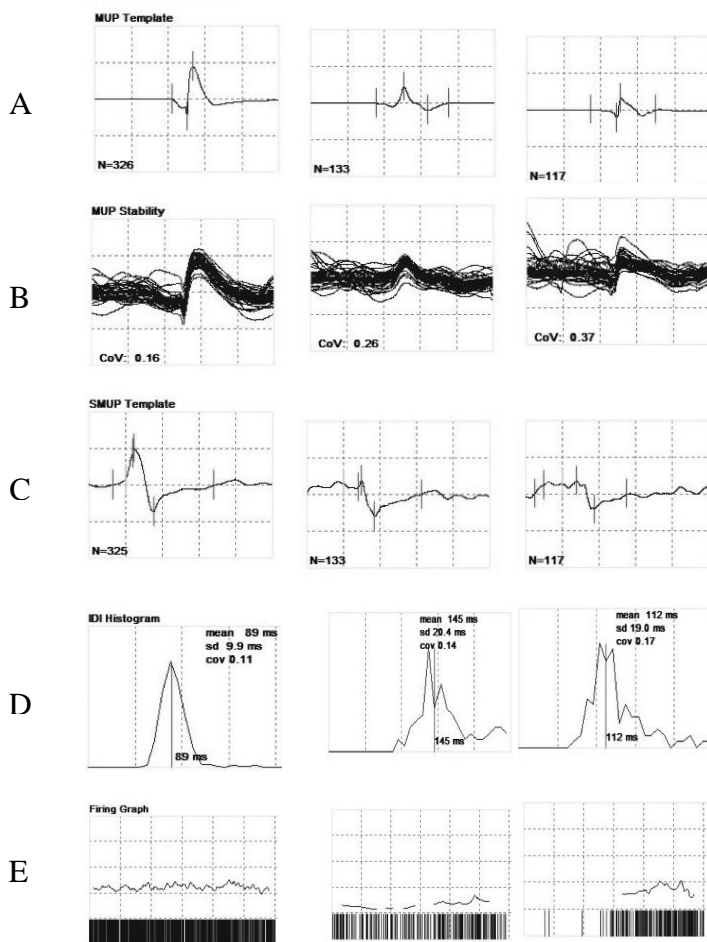 MUP Template
A
N=326
N=133
N=117
MUP Stability
B
CoV: 0.16
CoV: 0.26
CoV: 0.37
SMUP Template
C
N=325
N=133
N=117
IDI Histogram
D
mean 89 ms
sd 9.9 ms
cov 0.11
89 ms
mean 145 ms
sd 20.4 ms
cov 0.14
145 ms
mean 112 ms
sd 19.0 ms
cov 0.17
112 ms
Firing Graph
E